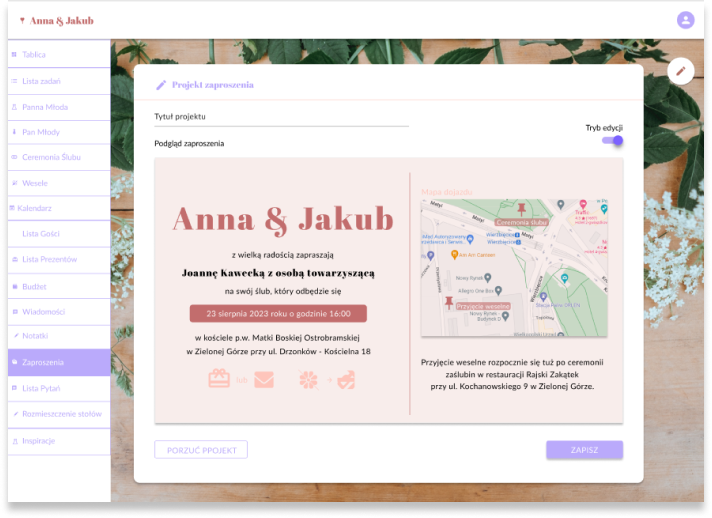 Anna & Jakub
Tablica
Lista zadań
Panna Młoda
Pan Młody
Ceremonia Ślubu
Wesele
Kalendarz
Lista Gości
Lista Prezentów
Budżet
Wiadomości
Notatki
Zaproszenia
Lista Pytań
Rozmieszczenie stołów
Inspiracje
Projekt zaproszenia
Tytuł projektu
Tryb edycji
Podgląd zaproszenia
Anna & Jakub
z wielką radością zapraszają
Joannę Kawecką z osobą towarzyszącą
na swój ślub, który odbędzie się
23 sierpnia 2023 roku o godzinie 16:00
w kościele p.w. Matki Boskiej Ostrobramskiej
w Zielonej Górze przy ul. Drzonków - Kościelna 18
lub
+
Mapa dojazdu
Ceremonia ślubu
Przyjęcie weselne
Nowy Rynek -
Allegro One Box
Nowy Rynek -
Budynek
Przyjęcie weselne rozpocznie się tuż po ceremonii
zaślubin w restauracji Rajski Zakątek
przy ul. Kochanowskiego 9 w Zielonej Górze.
PORZUĆ PPOJEKT
ZAPISZ